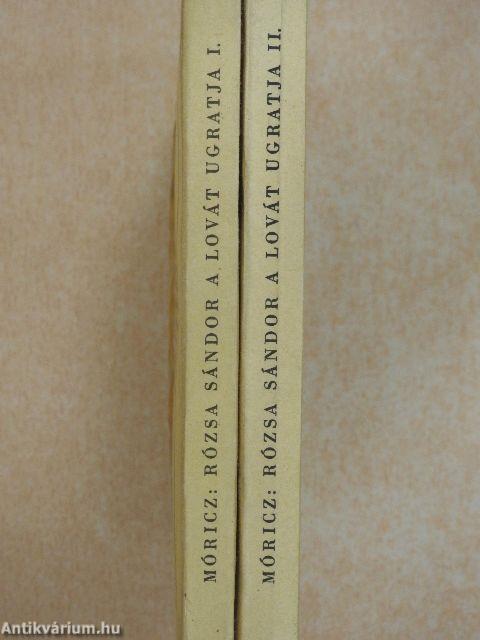 MÓRICZ: RÓZSA SÁNDOR A LOVÁT UGRATJA I.
MÓRICZ: RÓZSA SÁNDOR A LOVÁT UGRATJA II.
Antikvárium.hu